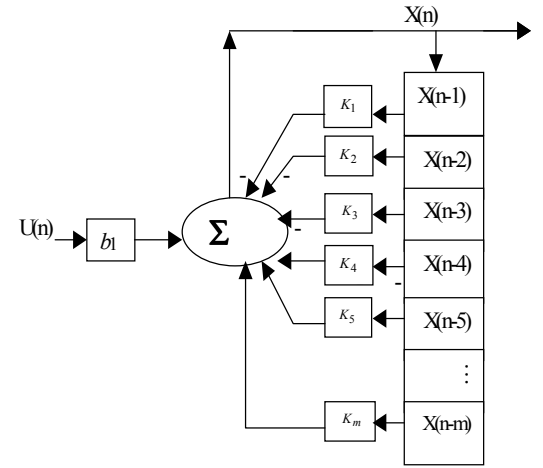 X(n)
K1
X(n-1)
-
-
K2
X(n-2)
K3
X(n-3)
U(n)
b1
Σ
-
K4
X(n-4)
-
K5
X(n-5)
⋮
Km
X(n-m)